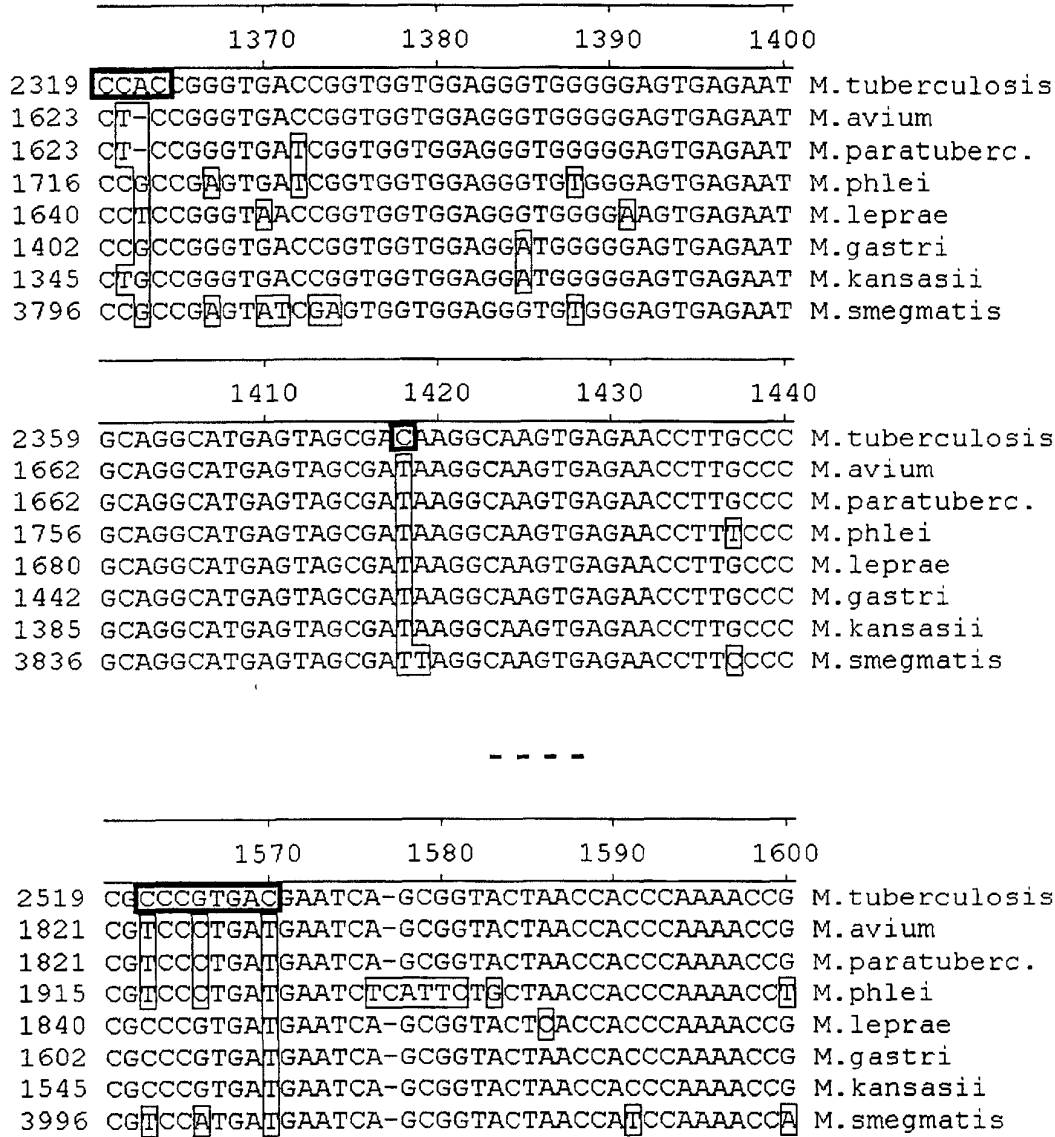 1370 1380 1390 1400
2319 CCACCGGGTGACCGGTGGTGGAGGGTGGGGGAGTGAGAAT M.tuberculosis
1623 CT-CCGGGTGACCGGTGGTGGAGGGTGGGGGAGTGAGAAT M.avium
1623 CT-CCGGGTGATCGGTGGTGGAGGGTGGGGGAGTGAGAAT M.paratuberc.
1716 CCGCCGAGTGATCGGTGGTGGAGGGTGTGGGAGTGAGAAT M.phlei
1640 CCTCCGGGTAACCGGTGGTGGAGGGTGGGGAAGTGAGAAT M.leprae
1402 CCGCCGGGTGACCGGTGGTGGAGGATGGGGGAGTGAGAAT M.gastri
1345 CTGCCGGGTGACCGGTGGTGGAGGATGGGGGAGTGAGAAT M.kansasii
3796 CCGCCGAGTATCGAGTGGTGGAGGGTGTGGGAGTGAGAAT M.smegmatis
1410 1420 1430 1440
2359 GCAGGCATGAGTAGCGACAAGGCAAGTGAGAACCTTGCCC M.tuberculosis
1662 GCAGGCATGAGTAGCGATAAGGCAAGTGAGAACCTTGCCC M.avium
1662 GCAGGCATGAGTAGCGATAAGGCAAGTGAGAACCTTGCCC M.paratuberc.
1756 GCAGGCATGAGTAGCGATAAGGCAAGTGAGAACCTTTCCC M.phlei
1680 GCAGGCATGAGTAGCGATAAGGCAAGTGAGAACCTTGCCC M.leprae
1442 GCAGGCATGAGTAGCGATAAGGCAAGTGAGAACCTTGCCC M.gastri
1385 GCAGGCATGAGTAGCGATAAGGCAAGTGAGAACCTTGCCC M.kansasii
3836 GCAGGCATGAGTAGCGATTAGGCAAGTGAGAACCTTCCCC M.smegmatis
- - - -
1570 1580 1590 1600
2519 CGCCCGTGACGAATCA-GCGGTACTAACCACCCAAAACCG M.tuberculosis
1821 CGTCCCTGATGAATCA-GCGGTACTAACCACCCAAAACCG M.avium
1821 CGTCCCTGATGAATCA-GCGGTACTAACCACCCAAAACCG M.paratuberc.
1915 CGTCCCTGATGAATCTCATTCTGCTAACCACCCAAAACCT M.phlei
1840 CGCCCGTGATGAATCA-GCGGTACTCACCACCCAAAACCG M.leprae
1602 CGCCCGTGATGAATCA-GCGGTACTAACCACCCAAAACCG M.gastri
1545 CGCCCGTGATGAATCA-GCGGTACTAACCACCCAAAACCG M.kansasii
3996 CGTCCATGATGAATCA-GCGGTACTAACCATCCAAAACCA M.smegmatis